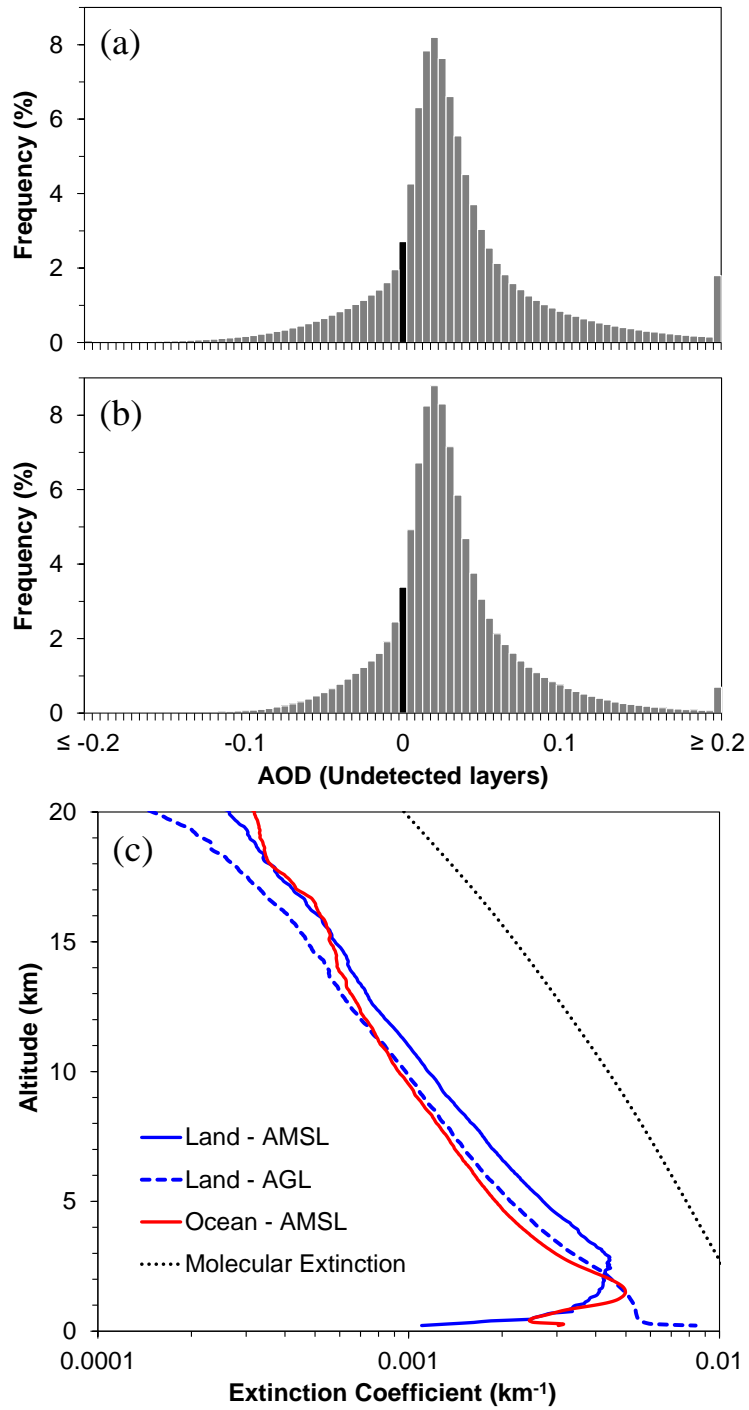 (a)
Frequency (%)
8
6
4
2
0
(b)
Frequency (%)
8
6
4
2
0
≤ -0.2 -0.1 0 0.1 ≥ 0.2
AOD (Undetected layers)
(c)
Altitude (km)
20
15
10
5
0
Land - AMSL
Land - AGL
Ocean - AMSL
Molecular Extinction
0.0001 0.001 0.01
Extinction Coefficient (km⁻¹)